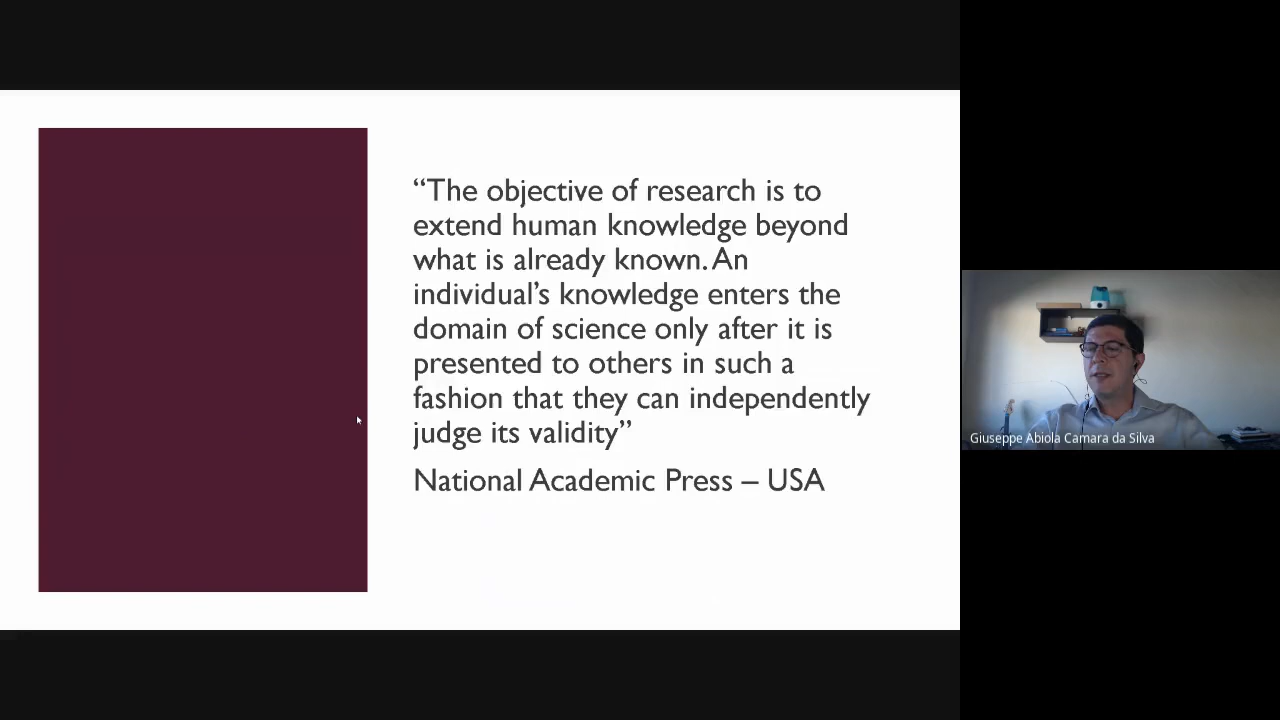 “The objective of research is to
extend human knowledge beyond
what is already known. An
individual’s knowledge enters the
domain of science only after it is
presented to others in such a
fashion that they can independently
judge its validity”
National Academic Press – USA
Giuseppe Abiola Camara da Silva